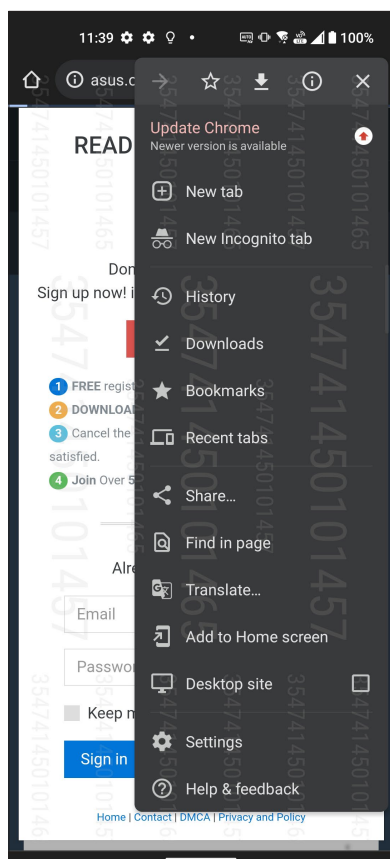 11:39
100%
asus.c
READ
Update Chrome
Newer version is available
New tab
New Incognito tab
Don
Sign up now! i
History
Downloads
1 FREE regist
2 DOWNLOA
3 Cancel the
satisfied.
4 Join Over 5
Bookmarks
Recent tabs
Share...
Find in page
Alre
Translate...
Email
Add to Home screen
Passwo
Desktop site
Keep m
Settings
Sign in
Help & feedback
Home | Contact | DMCA | Privacy and Policy